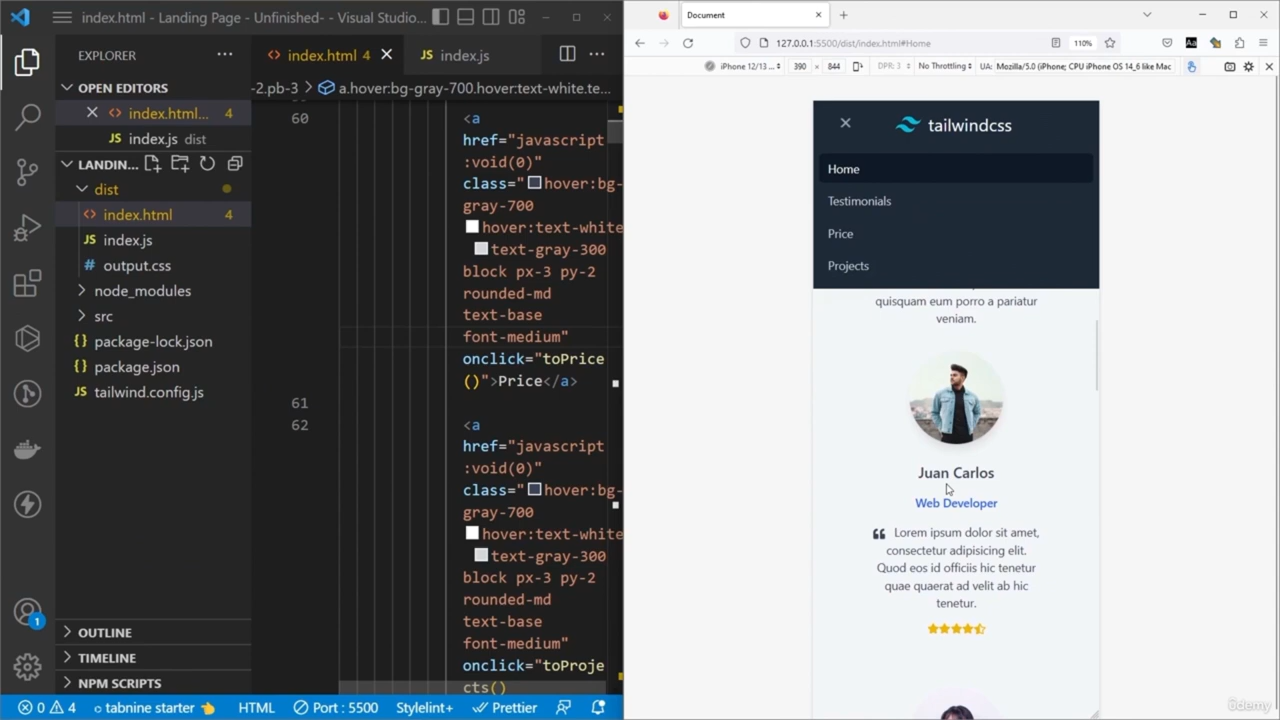 index.html - Landing Page - Unfinished- - Visual Studio...
Document
EXPLORER
index.html 4
index.js
127.0.0.1:5500/dist/index.html#Home
110%
iPhone 12/13 ...
390 × 844
DPR: 3
No Throttling
UA: Mozilla/5.0 (iPhone; CPU iPhone OS 14_6 like Mac
OPEN EDITORS
-2.pb-3 > a.hover:bg-gray-700.hover:text-white.te...
index.html... 4
index.js dist
LANDIN...
dist
index.html 4
index.js
output.css
node_modules
src
package-lock.json
package.json
tailwind.config.js
OUTLINE
TIMELINE
NPM SCRIPTS
60
<a
href="javascript
:void(0)"
class="hover:bg-
gray-700
hover:text-white
text-gray-300
block px-3 py-2
rounded-md
text-base
font-medium"
onclick="toPrice
()">Price</a>
61
62
<a
href="javascript
:void(0)"
class="hover:bg-
gray-700
hover:text-white
text-gray-300
block px-3 py-2
rounded-md
text-base
font-medium"
onclick="toProje
cts()
tailwindcss
Home
Testimonials
Price
Projects
quisquam eum porro a pariatur
veniam.
Juan Carlos
Web Developer
Lorem ipsum dolor sit amet,
consectetur adipisicing elit.
Quod eos id officiis hic tenetur
quae quaerat ad velit ab hic
tenetur.
1
0 4
tabnine starter
HTML
Port : 5500
Stylelint+
Prettier
ûdemy